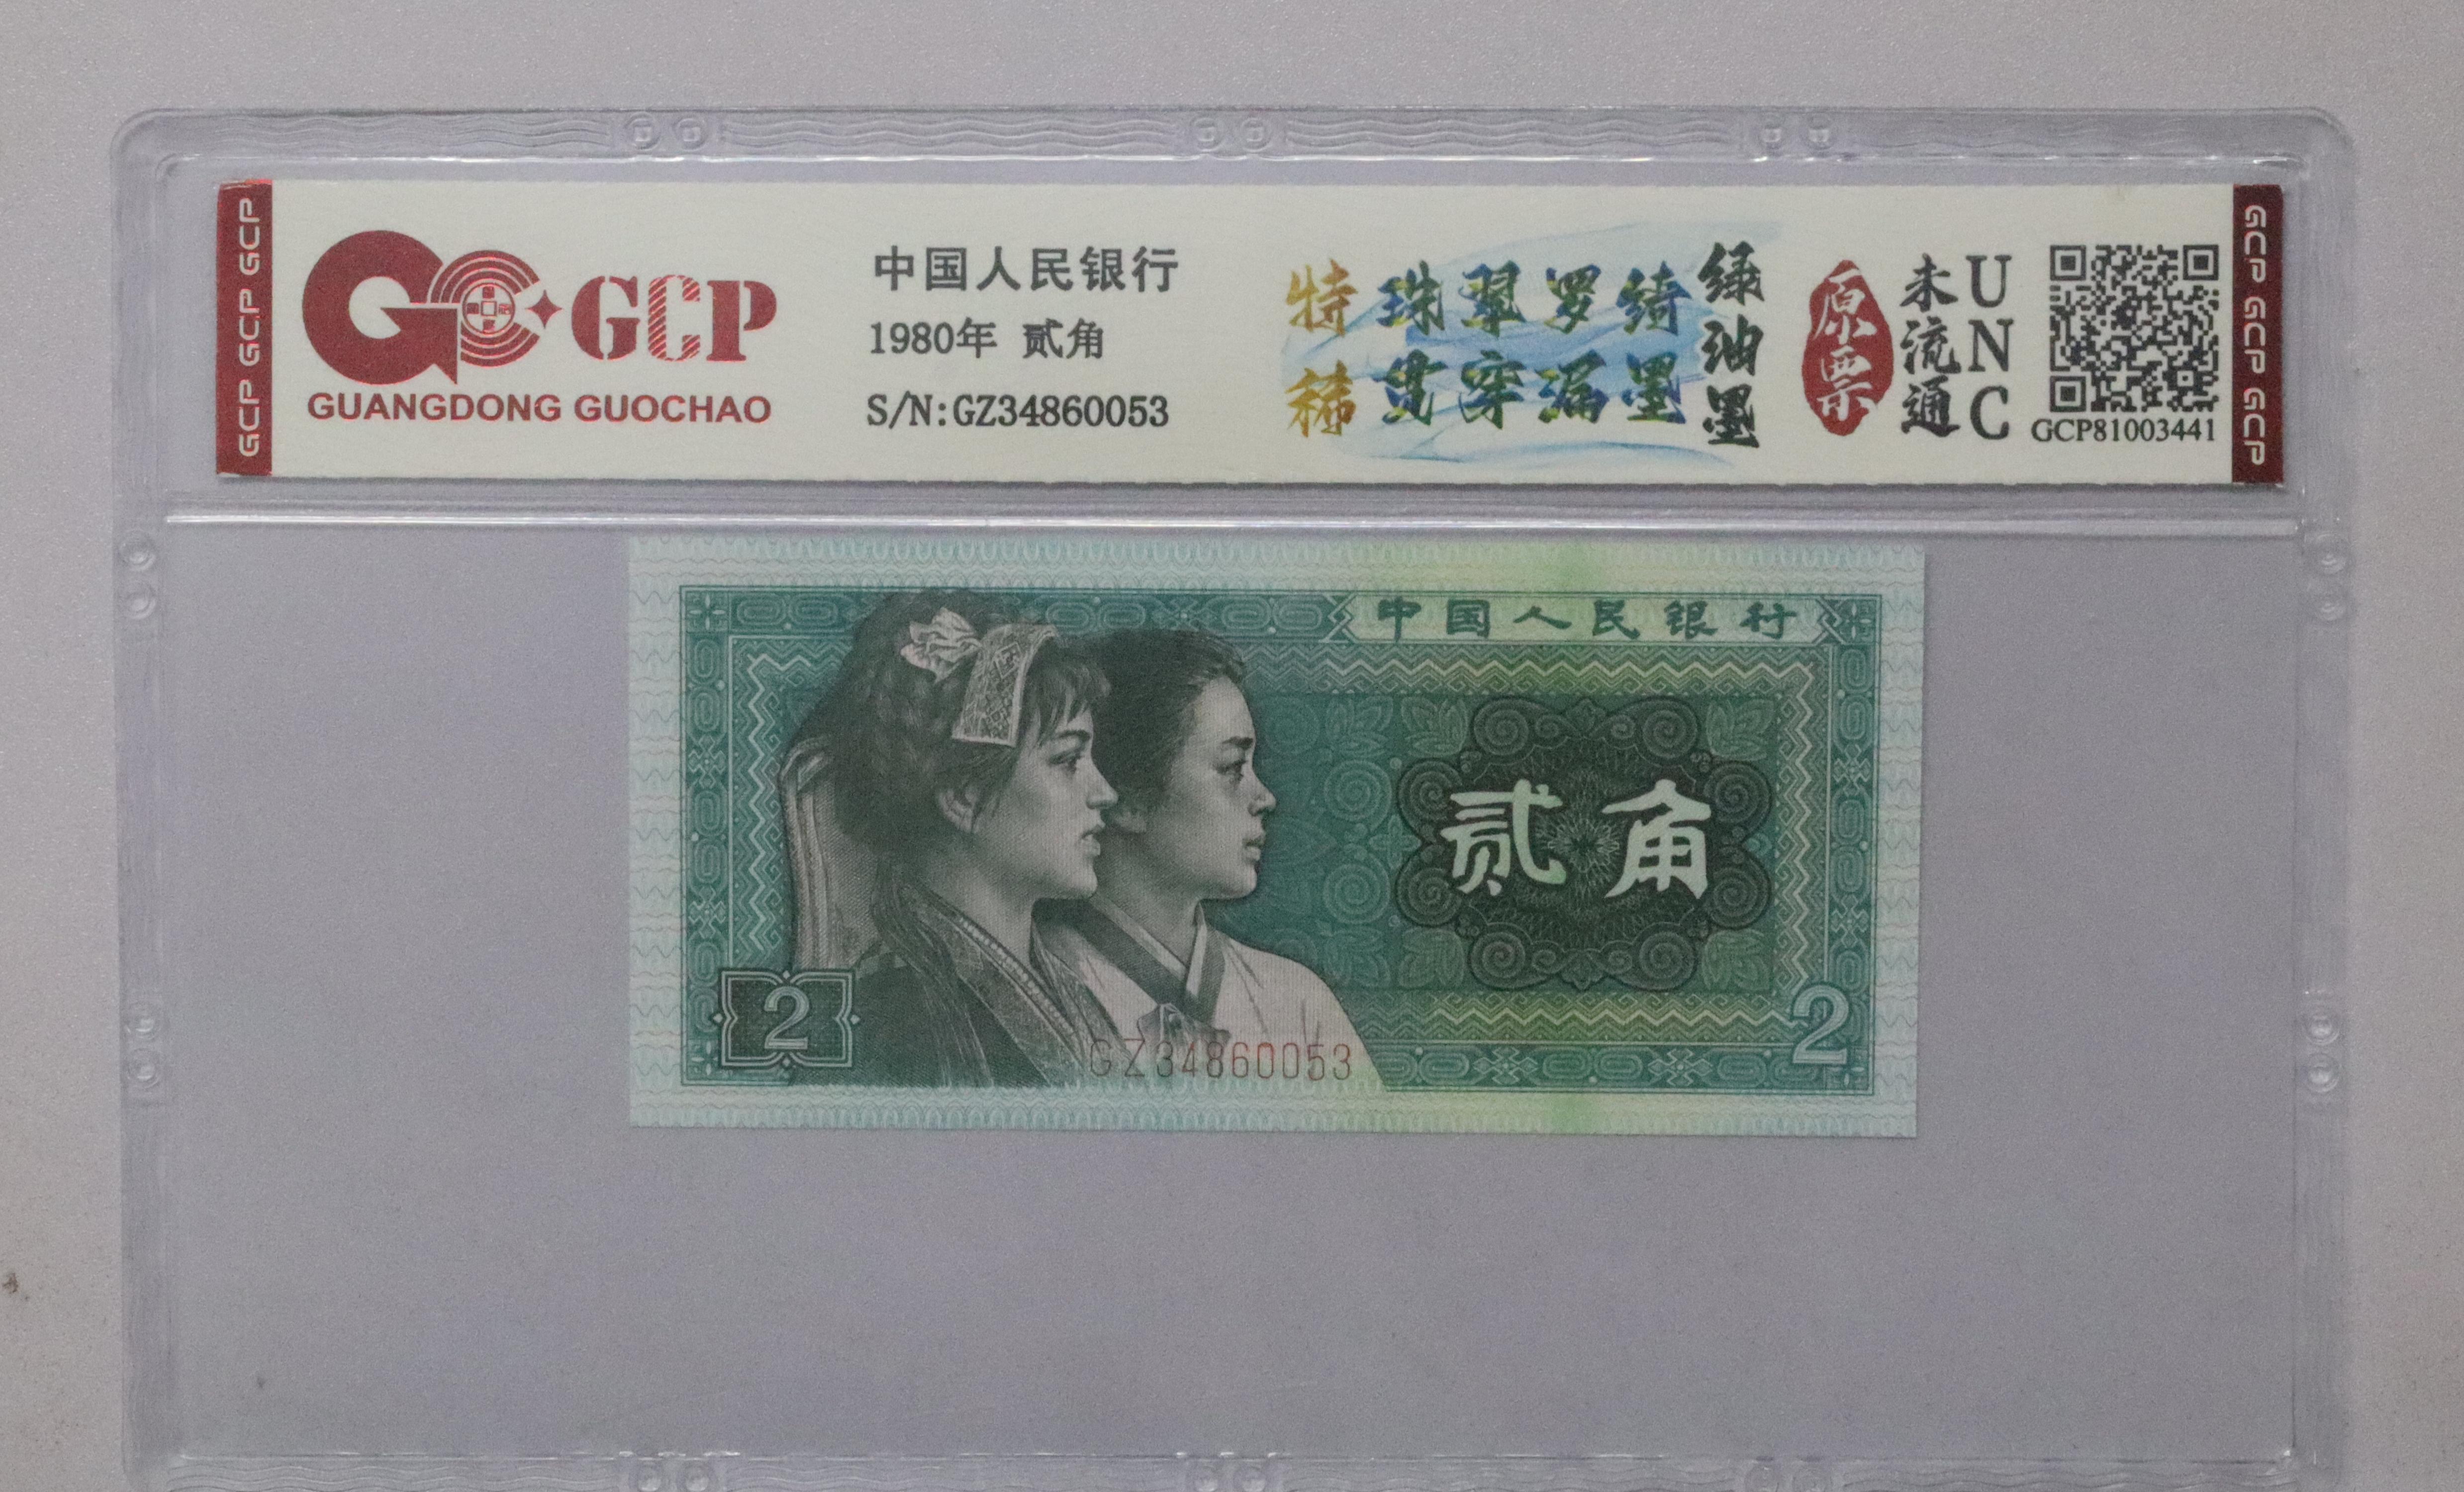 GCP GCP GCP
GCP
GUANGDONG GUOCHAO
中国人民银行
1980年 贰角
S/N:GZ34860053
特稀
珠翠罗绮
贯穿漏墨
绿油墨
原票
未流通
UNC
GCP81003441
GCP GCP GCP
中国人民银行
贰角
2
2
GZ34860053